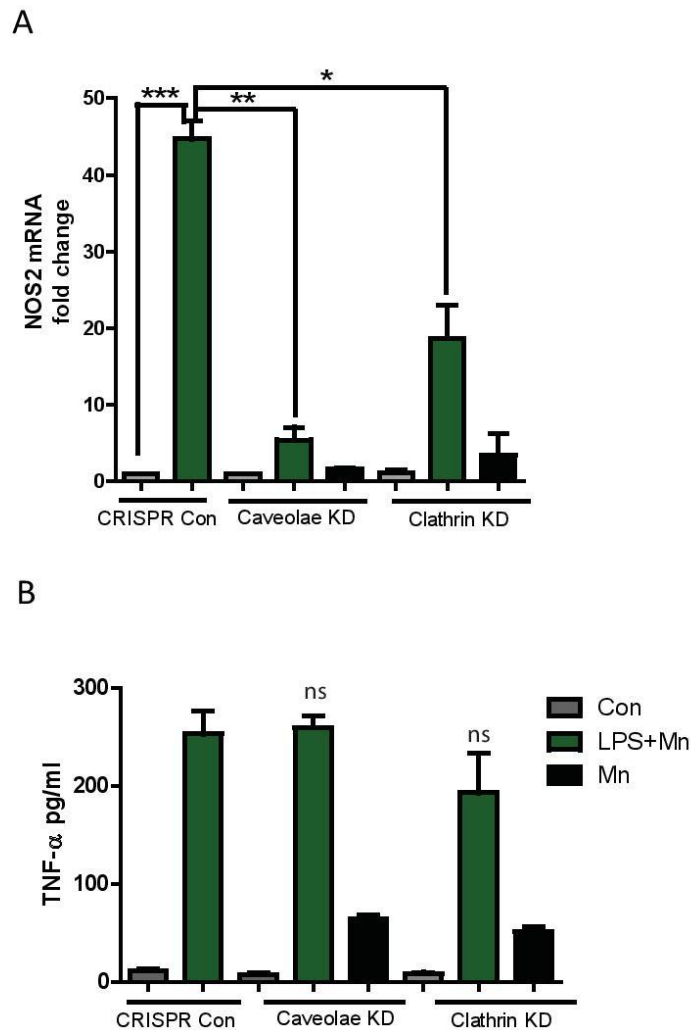 A
***
**
*
NOS2 mRNA
fold change
50
40
30
20
10
0
CRISPR Con
Caveolae KD
Clathrin KD
B
TNF-α pg/ml
300
200
100
0
ns
ns
Con
LPS+Mn
Mn
CRISPR Con
Caveolae KD
Clathrin KD